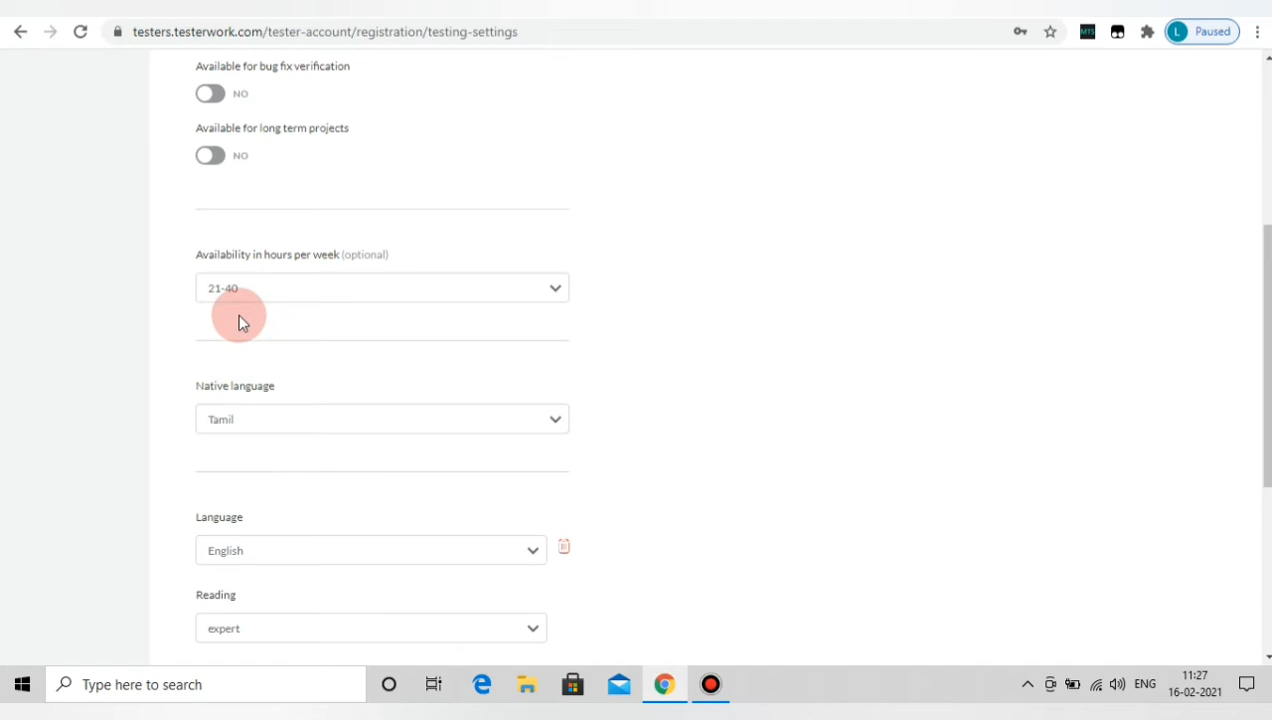 testers.testerwork.com/tester-account/registration/testing-settings
MTS
L
Paused
Available for bug fix verification
NO
Available for long term projects
NO
Availability in hours per week (optional)
21-40
Native language
Tamil
Language
English
Reading
expert
Type here to search
ENG
11:27
16-02-2021